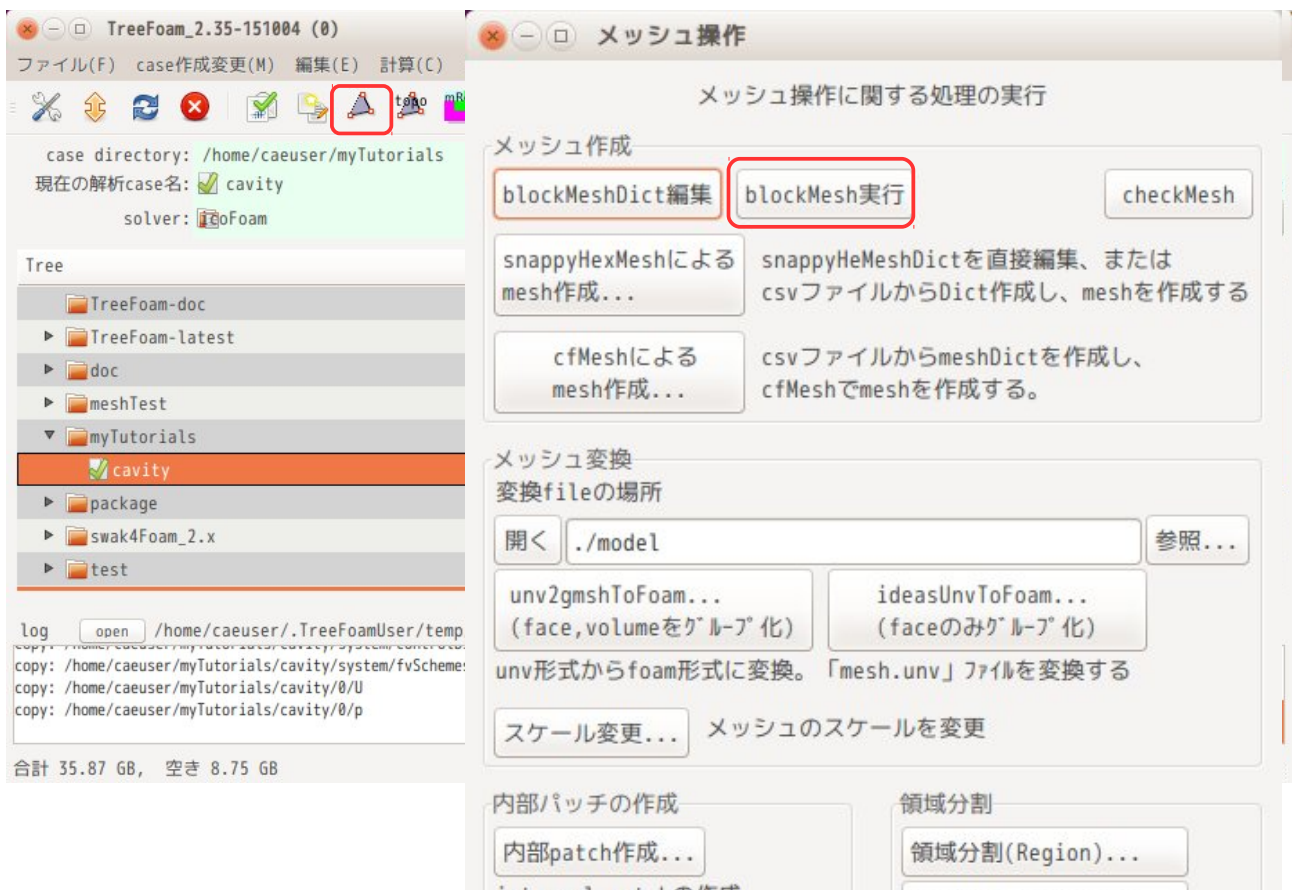 TreeFoam_2.35-151004 (0)
ファイル(F) case作成変更(M) 編集(E) 計算(C)
topo
mR
case directory: /home/caeuser/myTutorials
現在の解析case名: cavity
solver: icoFoam
Tree
TreeFoam-doc
TreeFoam-latest
doc
meshTest
myTutorials
cavity
package
swak4Foam_2.x
test
log open /home/caeuser/.TreeFoamUser/temp
copy: /home/caeuser/myTutorials/cavity/system/controlD
copy: /home/caeuser/myTutorials/cavity/system/fvSchemes
copy: /home/caeuser/myTutorials/cavity/0/U
copy: /home/caeuser/myTutorials/cavity/0/p
合計 35.87 GB, 空き 8.75 GB
メッシュ操作
メッシュ操作に関する処理の実行
メッシュ作成
blockMeshDict編集 blockMesh実行 checkMesh
snappyHexMeshによる
mesh作成...
snappyHeMeshDictを直接編集、または
csvファイルからDict作成し、meshを作成する
cfMeshによる
mesh作成...
csvファイルからmeshDictを作成し、
cfMeshでmeshを作成する。
メッシュ変換
変換fileの場所
開く ./model 参照...
unv2gmshToFoam...
(face,volumeをグループ化)
ideasUnvToFoam...
(faceのみグループ化)
unv形式からfoam形式に変換。「mesh.unv」ファイルを変換する
スケール変更... メッシュのスケールを変更
内部パッチの作成
内部patch作成...
領域分割
領域分割(Region)...